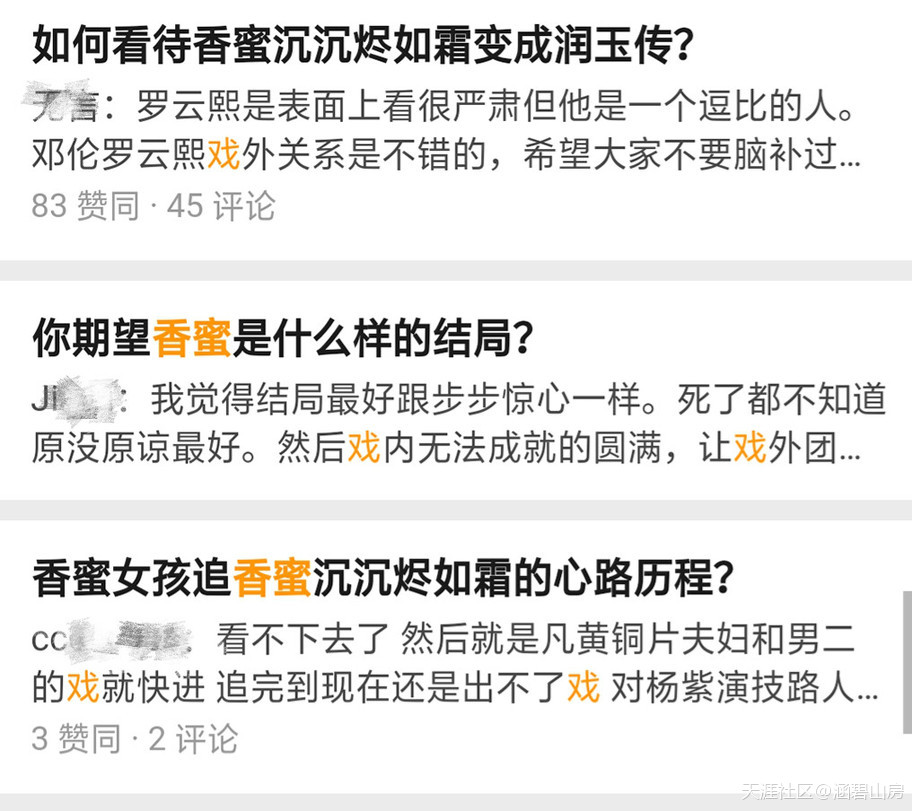 如何看待香蜜沉沉烬如霜变成润玉传?
无言：罗云熙是表面上看很严肃但他是一个逗比的人。
邓伦罗云熙戏外关系是不错的，希望大家不要脑补过...
83 赞同 · 45 评论
你期望香蜜是什么样的结局?
我觉得结局最好跟步步惊心一样。死了都不知道
原没原谅最好。然后戏内无法成就的圆满，让戏外团...
香蜜女孩追香蜜沉沉烬如霜的心路历程?
cc
看不下去了 然后就是凡黄铜片夫妇和男二
的戏就快进 追完到现在还是出不了戏 对杨紫演技路人...
3 赞同 · 2 评论
天涯社区@涵碧山房